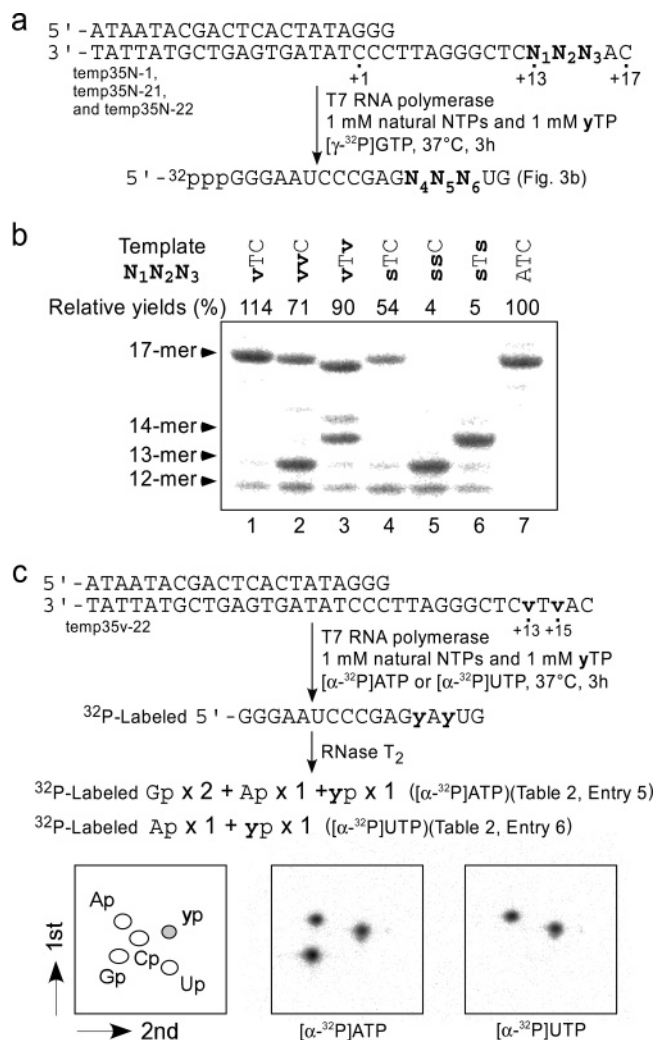 a
5'-ATAATACGACTCACTATAGGG
3'-TATTATGCTGAGTGATATCCCTTAGGGCTCN1N2N3AC
temp35N-1,
temp35N-21,
and temp35N-22
+1
+13
+17
T7 RNA polymerase
1 mM natural NTPs and 1 mM yTP
[γ-³²P]GTP, 37°C, 3h
5'-³²pppGGGAAUCCCGAGN4N5N6UG (Fig. 3b)
b
Template
N1N2N3
vTC
vvC
vTv
sTC
ssC
sTs
ATC
Relative yields (%) 114 71 90 54 4 5 100
17-mer
14-mer
13-mer
12-mer
1 2 3 4 5 6 7
c
5'-ATAATACGACTCACTATAGGG
3'-TATTATGCTGAGTGATATCCCTTAGGGCTCvTvAC
temp35v-22
+13 +15
T7 RNA polymerase
1 mM natural NTPs and 1 mM yTP
[α-³²P]ATP or [α-³²P]UTP, 37°C, 3h
³²P-Labeled 5'-GGGAAUCCCGAGyAyUG
RNase T2
³²P-Labeled Gp x 2 + Ap x 1 +yp x 1 ([α-³²P]ATP)(Table 2, Entry 5)
³²P-Labeled Ap x 1 + yp x 1 ([α-³²P]UTP)(Table 2, Entry 6)
1st
Ap
yp
Cp
Gp
Up
2nd
[α-³²P]ATP
[α-³²P]UTP